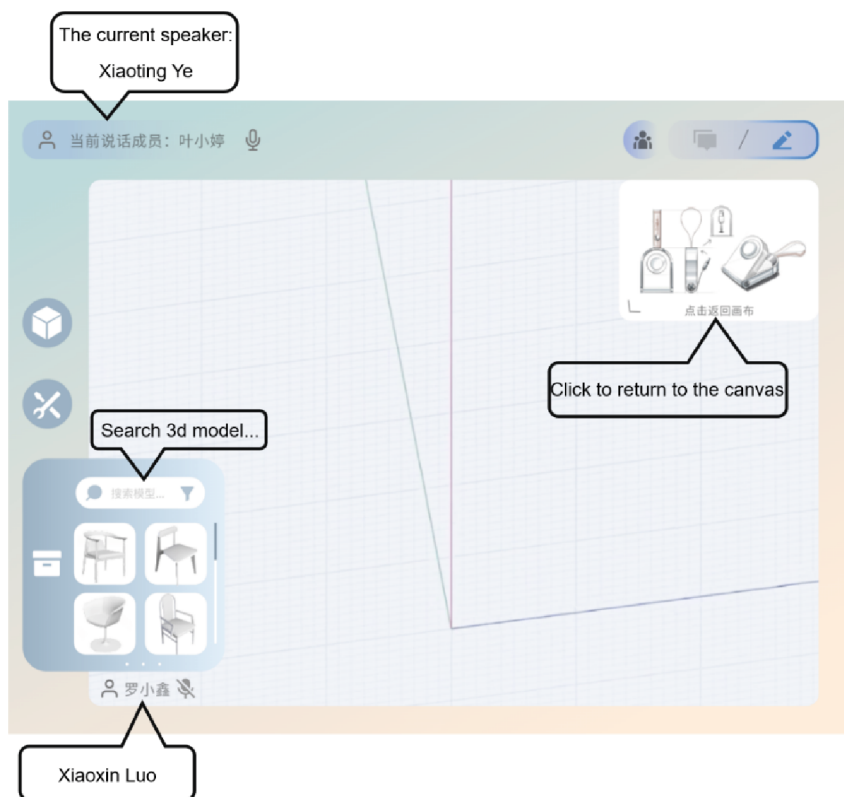 The current speaker:
Xiaoting Ye
当前说话成员：叶小婷
点击返回画布
Click to return to the canvas
Search 3d model...
搜索模型...
罗小鑫
Xiaoxin Luo